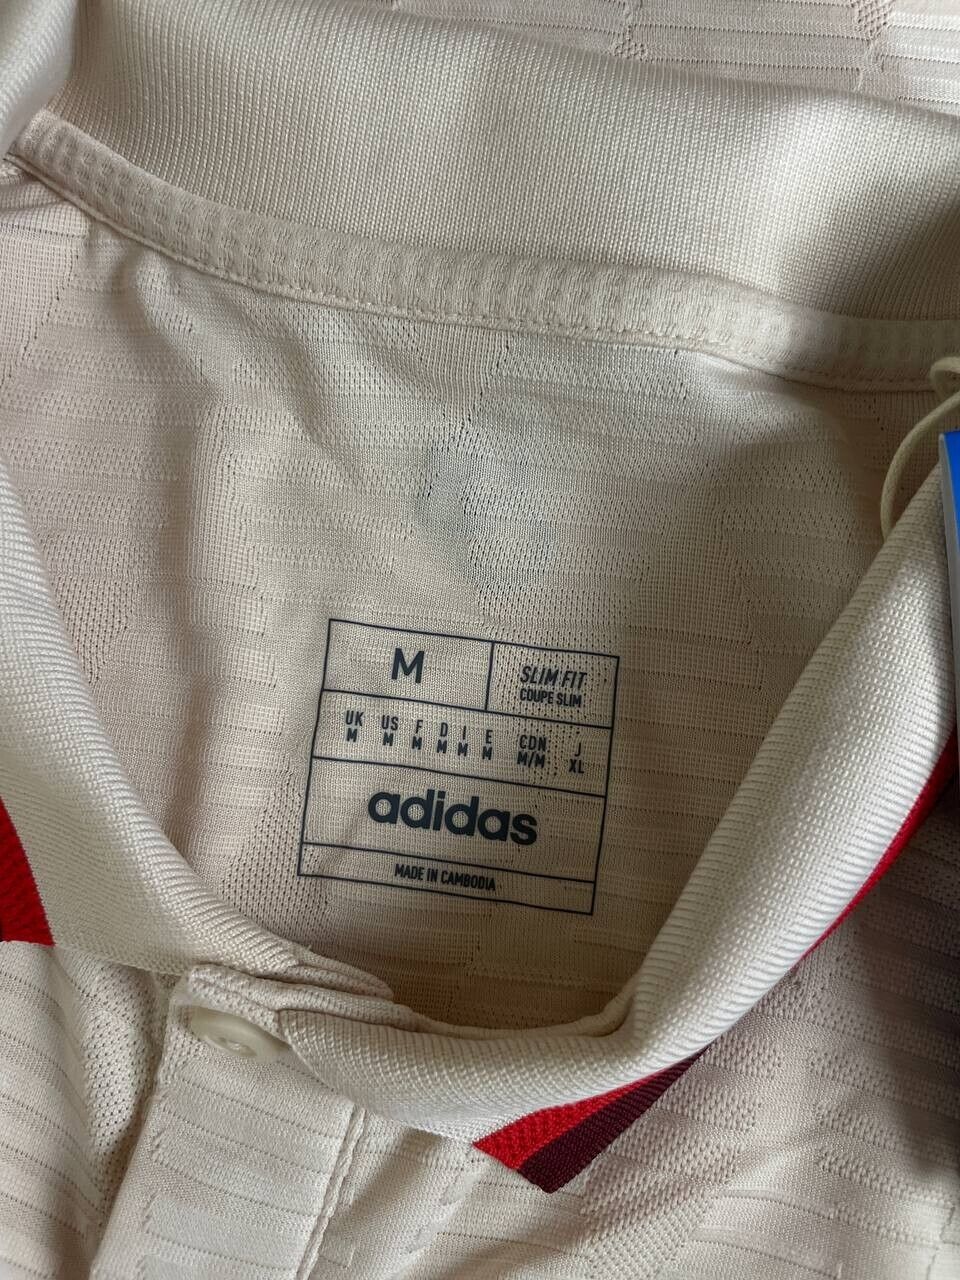 M
SLIM FIT
COUPE SLIM
UK US F D I E CDN J
M M M M M M M/M XL
adidas
MADE IN CAMBODIA